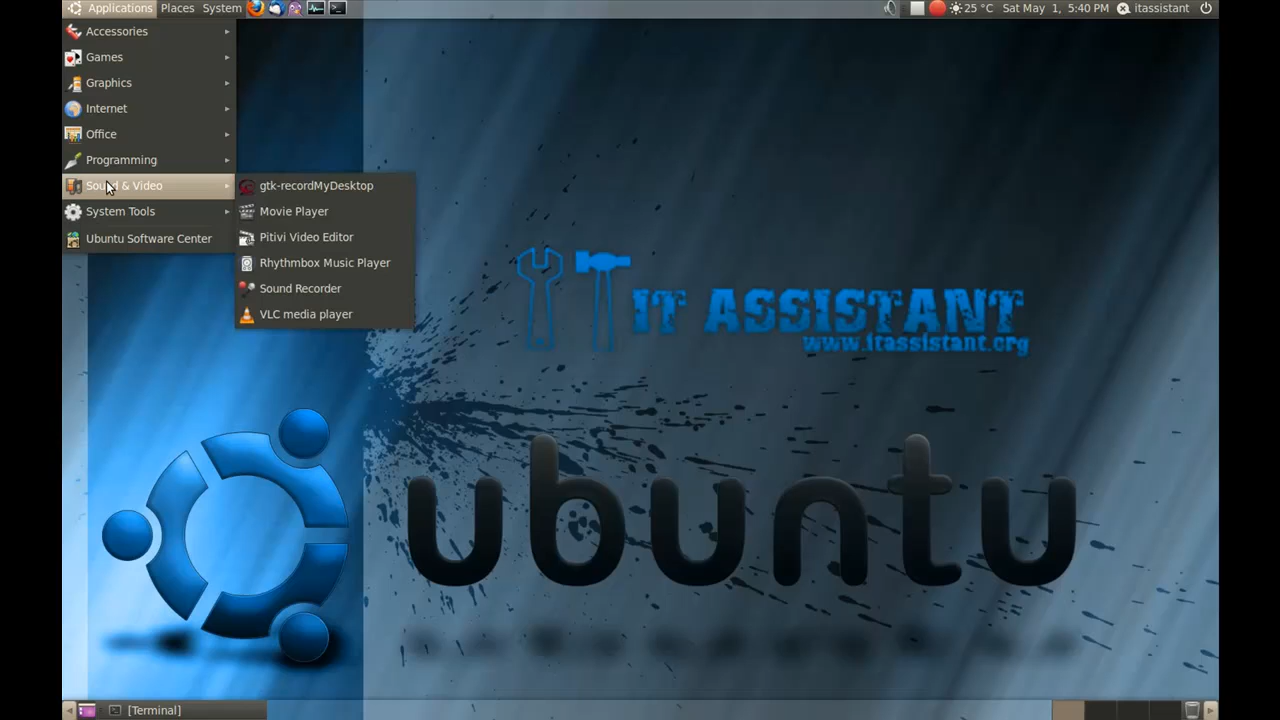 Applications Places System 25 °C Sat May 1, 5:40 PM itassistant
Accessories
Games
Graphics
Internet
Office
Programming
Sound & Video
System Tools
Ubuntu Software Center
gtk-recordMyDesktop
Movie Player
Pitivi Video Editor
Rhythmbox Music Player
Sound Recorder
VLC media player
IT ASSISTANT
www.itassistant.org
ubuntu
[Terminal]